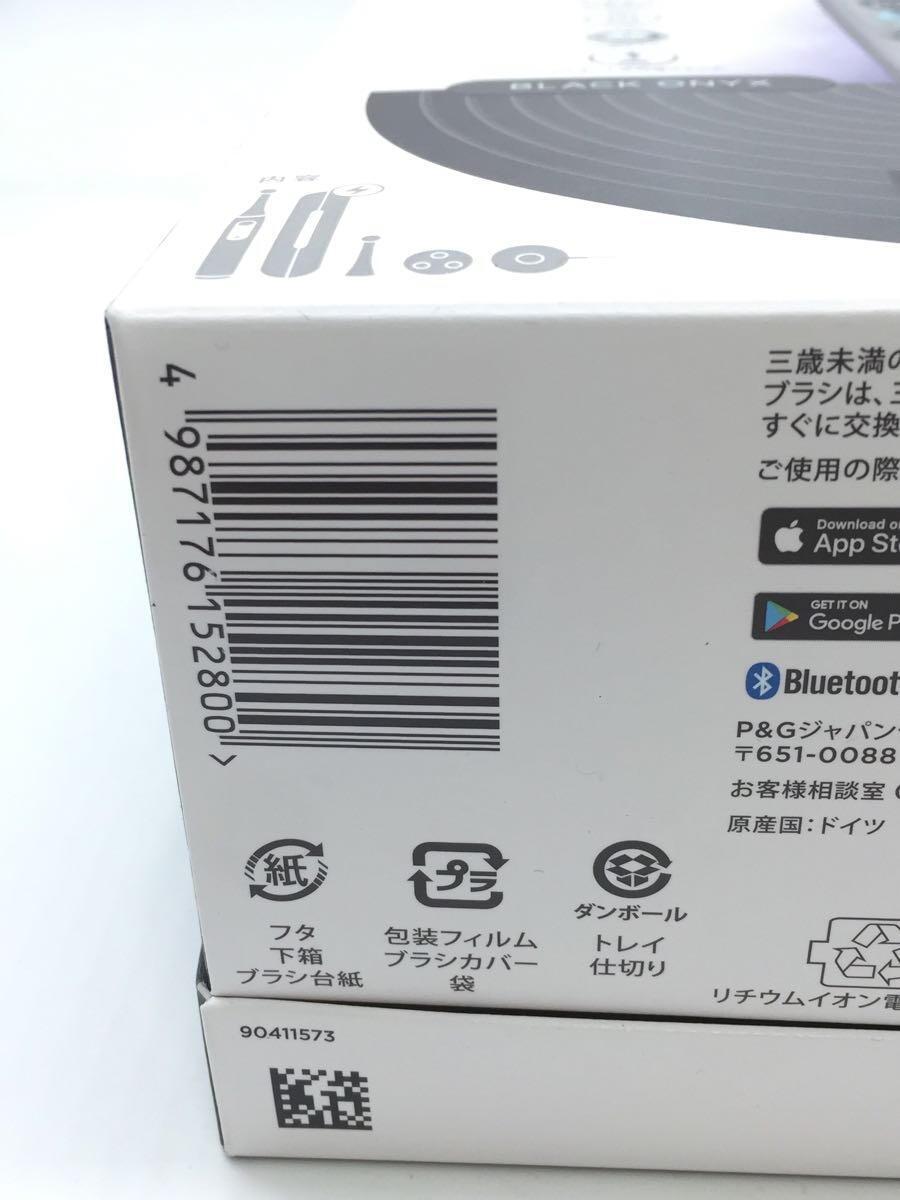 BLACK ONYX
内容
4 987176 152800 >
三歳未満の
ブラシは、三
すぐに交換
ご使用の際
Download on
App Sto
GET IT ON
Google P
Bluetoot
P&Gジャパン
〒651-0088
お客様相談室
原産国:ドイツ
紙
フタ
下箱
ブラシ台紙
プラ
包装フィルム
ブラシカバー
袋
ダンボール
トレイ
仕切り
リチウムイオン電
90411573